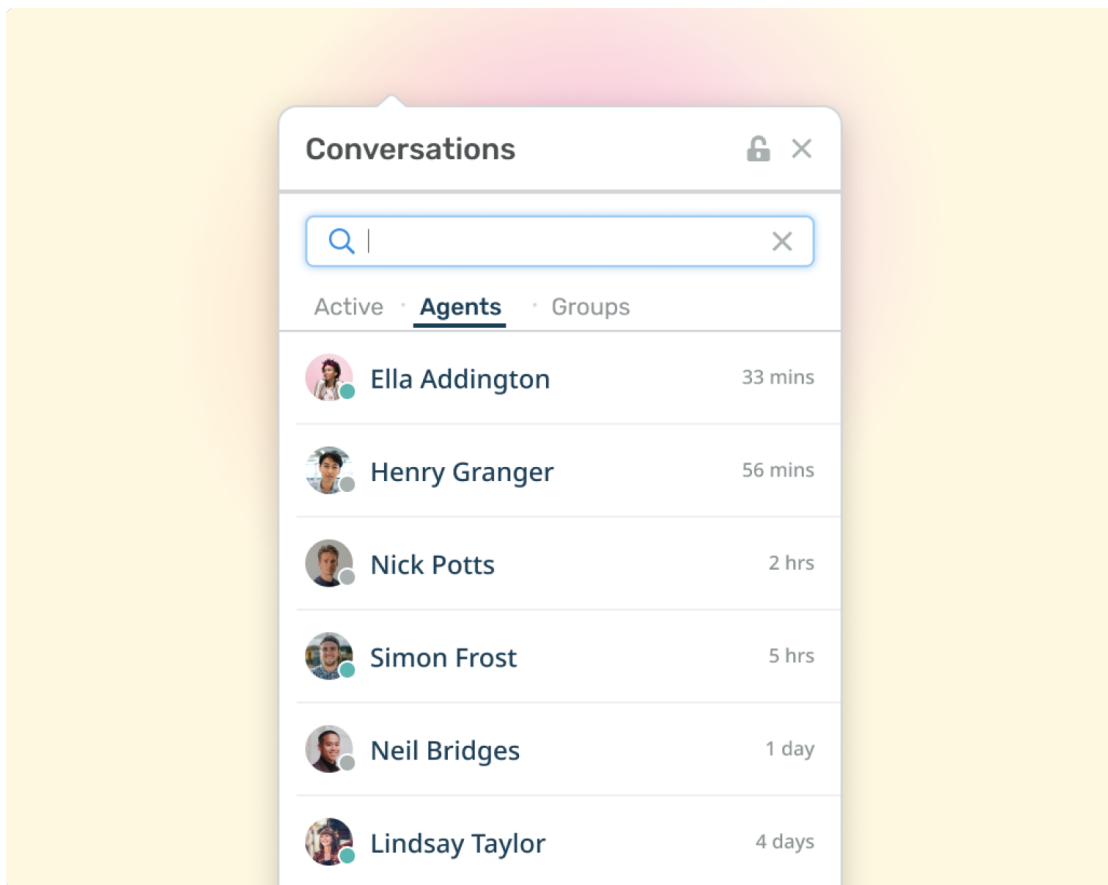 Conversations
Active · Agents · Groups
Ella Addington 33 mins
Henry Granger 56 mins
Nick Potts 2 hrs
Simon Frost 5 hrs
Neil Bridges 1 day
Lindsay Taylor 4 days